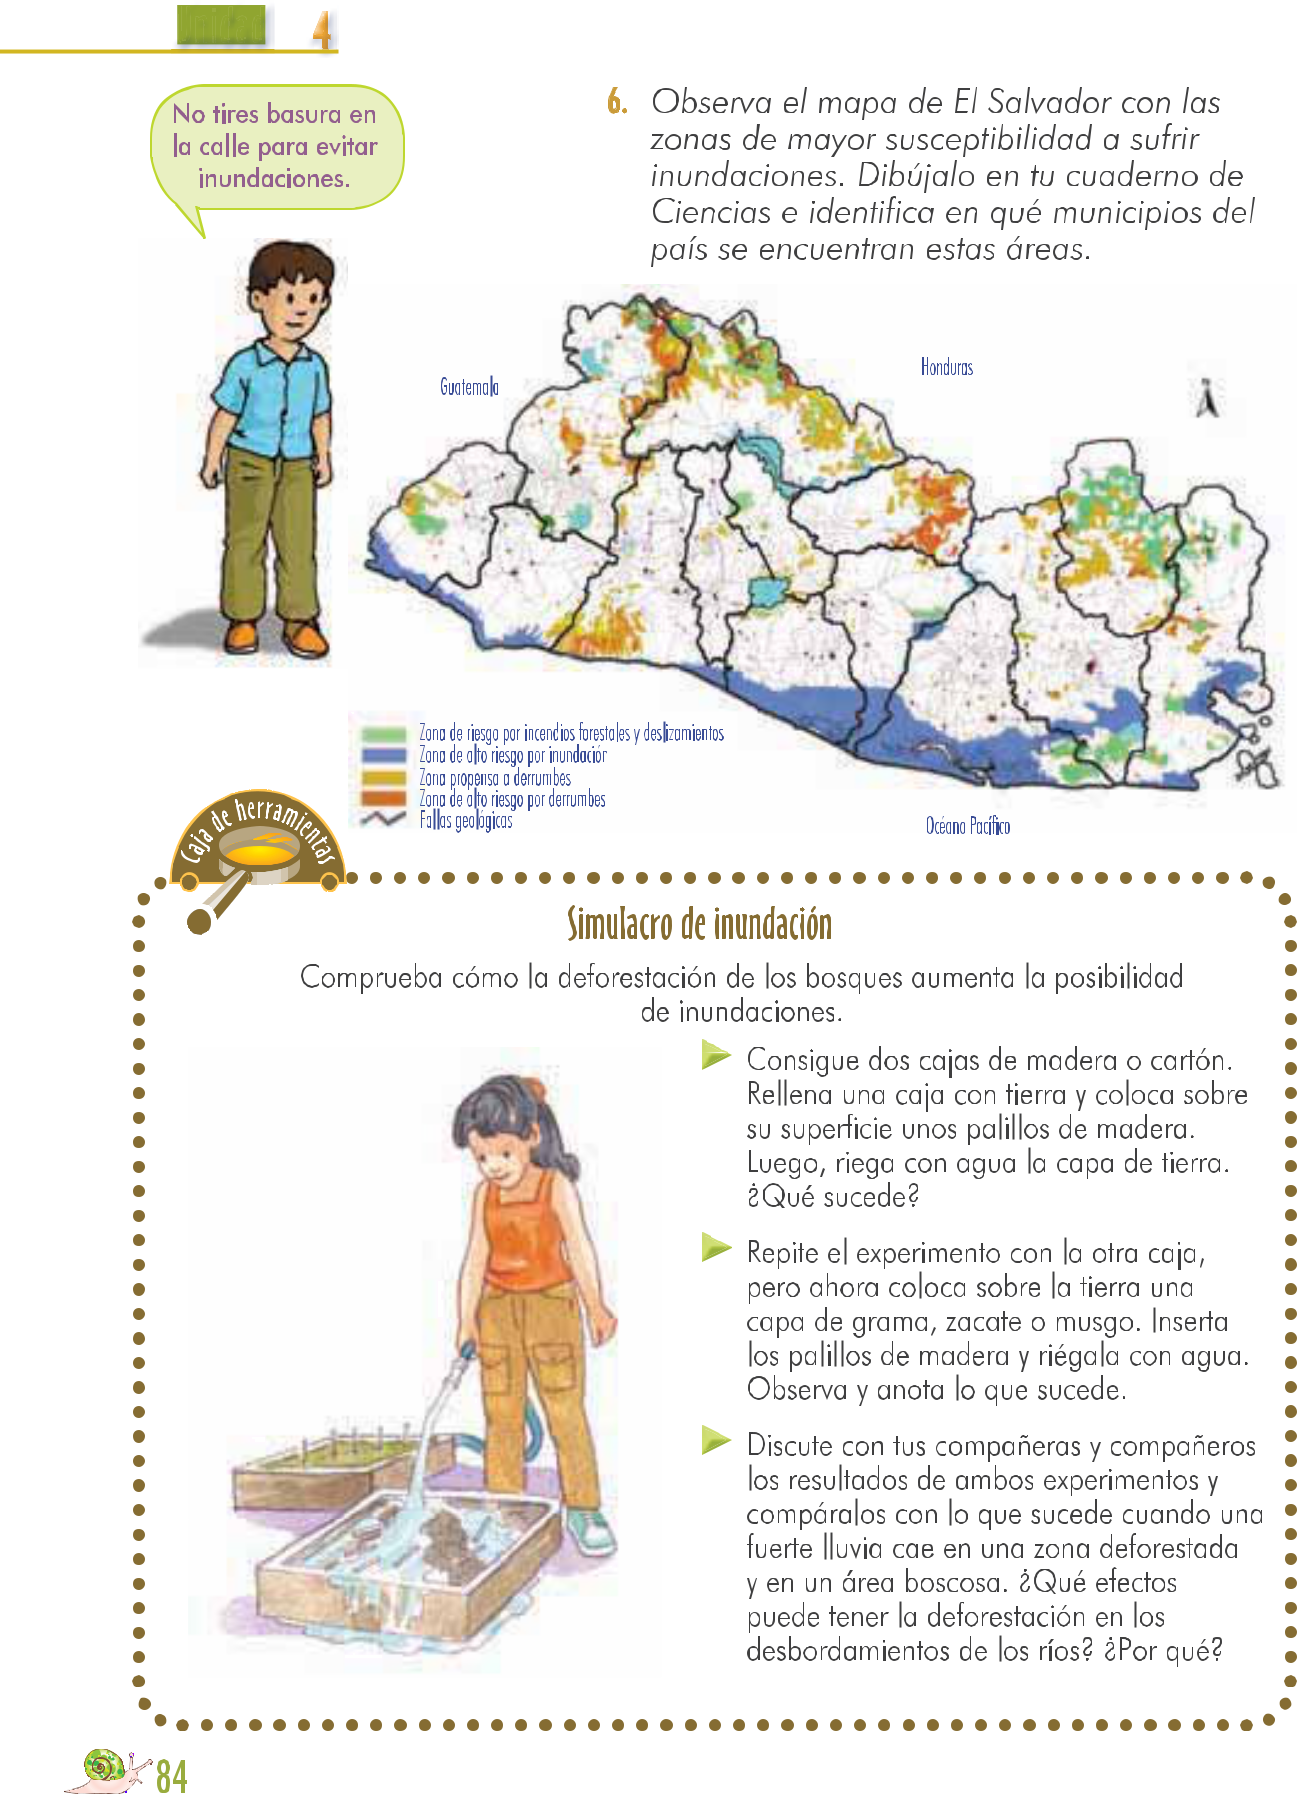 4
No tires basura en
la calle para evitar
inundaciones.
6. Observa el mapa de El Salvador con las
zonas de mayor susceptibilidad a sufrir
inundaciones. Dibújalo en tu cuaderno de
Ciencias e identifica en qué municipios del
país se encuentran estas áreas.
Guatemala
Honduras
Zona de riesgo por incendios forestales y deslizamientos
Zona de alto riesgo por inundación
Zona propensa a derrumbes
Zona de alto riesgo por derrumbes
Fallas geológicas
Océano Pacífico
Caja de herramientas
Simulacro de inundación
Comprueba cómo la deforestación de los bosques aumenta la posibilidad
de inundaciones.
Consigue dos cajas de madera o cartón.
Rellena una caja con tierra y coloca sobre
su superficie unos palillos de madera.
Luego, riega con agua la capa de tierra.
¿Qué sucede?
Repite el experimento con la otra caja,
pero ahora coloca sobre la tierra una
capa de grama, zacate o musgo. Inserta
los palillos de madera y riégala con agua.
Observa y anota lo que sucede.
Discute con tus compañeras y compañeros
los resultados de ambos experimentos y
compáralos con lo que sucede cuando una
fuerte lluvia cae en una zona deforestada
y en un área boscosa. ¿Qué efectos
puede tener la deforestación en los
desbordamientos de los ríos? ¿Por qué?
84